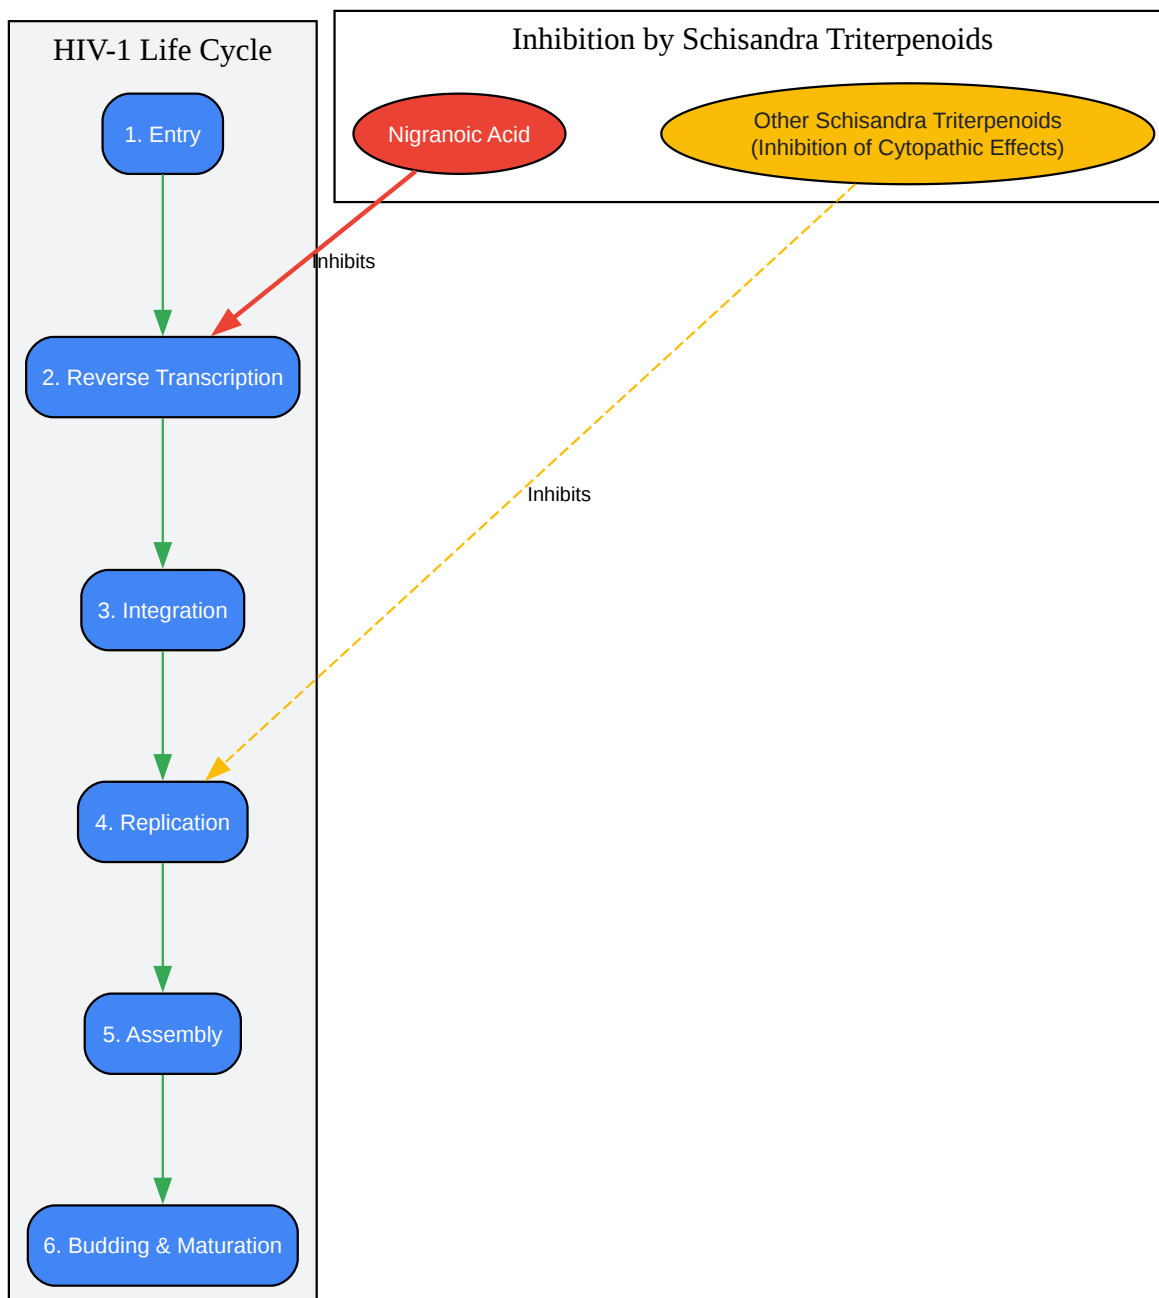 HIV-1 Life Cycle
Inhibition by Schisandra Triterpenoids
1. Entry
Nigranoic Acid
Other Schisandra Triterpenoids
(Inhibition of Cytopathic Effects)
Inhibits
2. Reverse Transcription
Inhibits
3. Integration
4. Replication
5. Assembly
6. Budding & Maturation